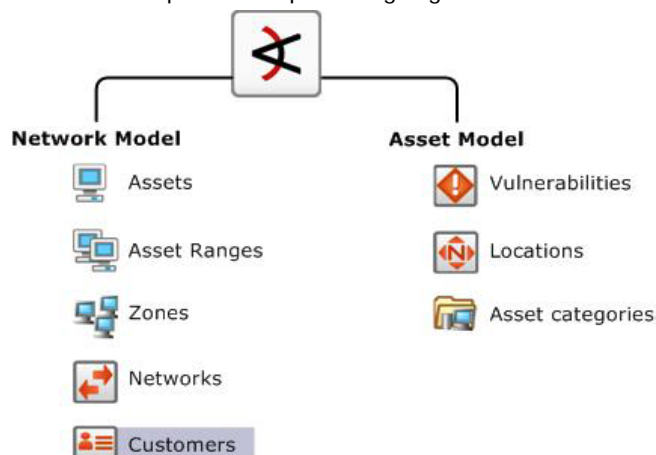 Network Model
Assets
Asset Ranges
Zones
Networks
Customers
Asset Model
Vulnerabilities
Locations
Asset categories